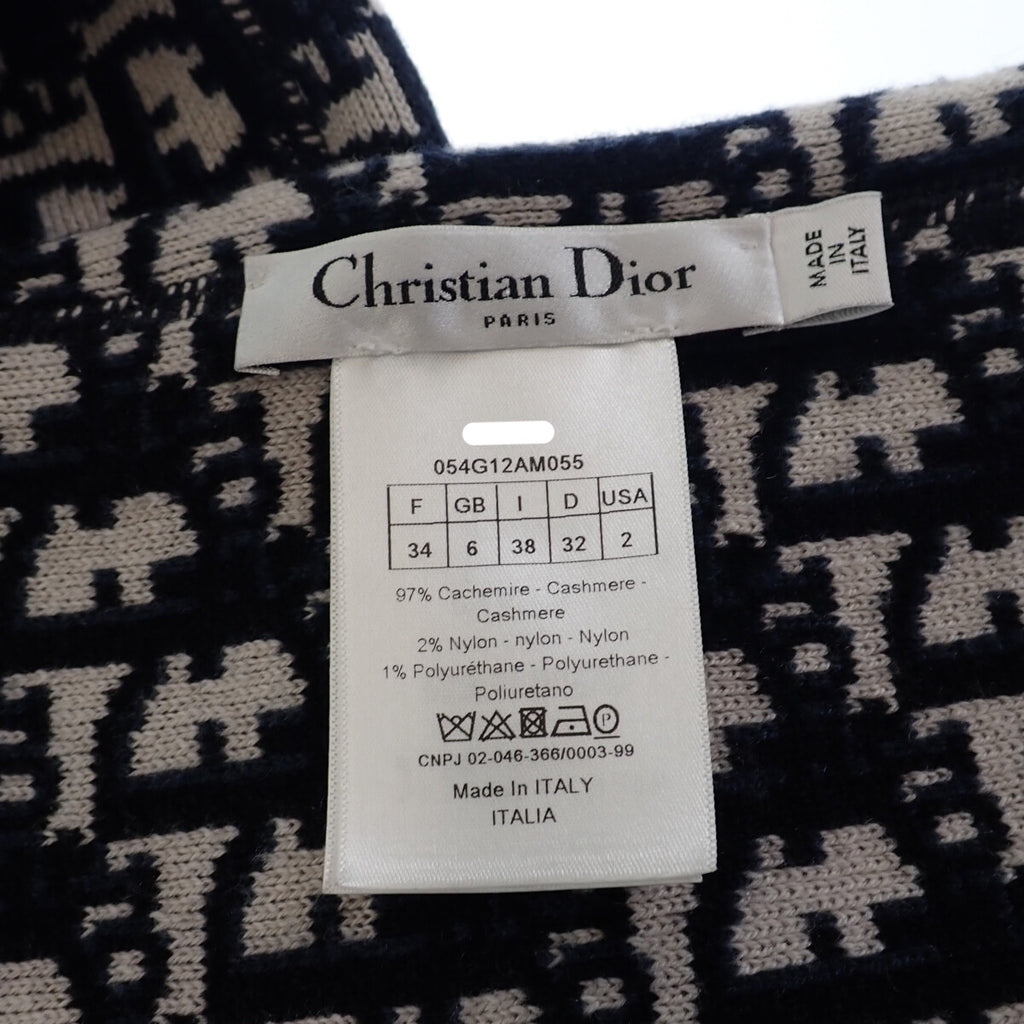 Christian Dior
PARIS
MADE
IN
ITALY
054G12AM055
F GB I D USA
34 6 38 32 2
97% Cachemire - Cashmere -
Cashmere
2% Nylon - nylon - Nylon
1% Polyuréthane - Polyurethane -
Poliuretano
P
CNPJ 02-046-366/0003-99
Made In ITALY
ITALIA